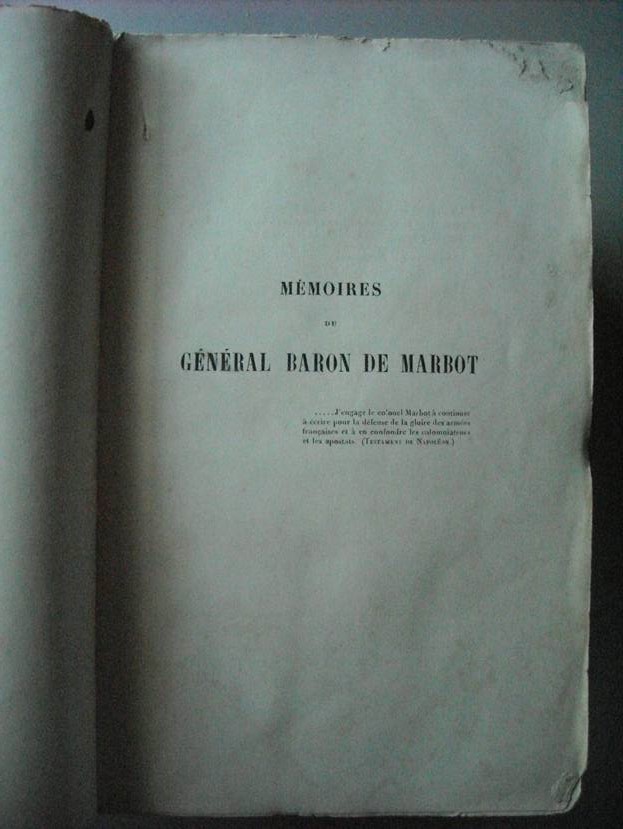 MÉMOIRES
DU
GÉNÉRAL BARON DE MARBOT
.....J'engage le colonel Marbot à continuer
à écrire pour la défense de la gloire des armées
françaises et à en confondre les calomniateurs
et les apostats. (TESTAMENT DE NAPOLÉON.)